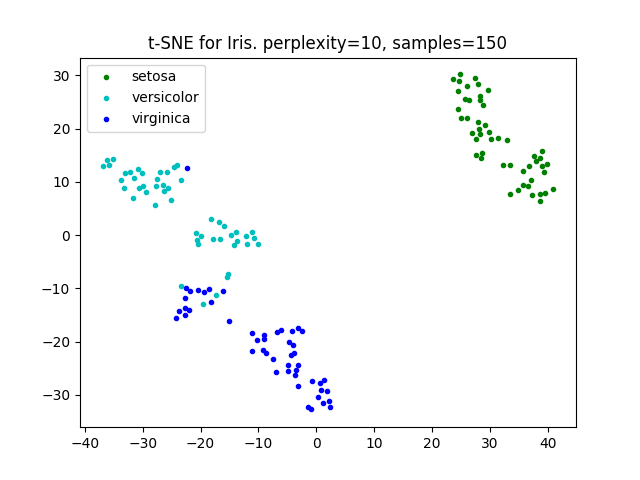 t-SNE for Iris. perplexity=10, samples=150
setosa
versicolor
virginica
30
20
10
0
−10
−20
−30
−40 −30 −20 −10 0 10 20 30 40